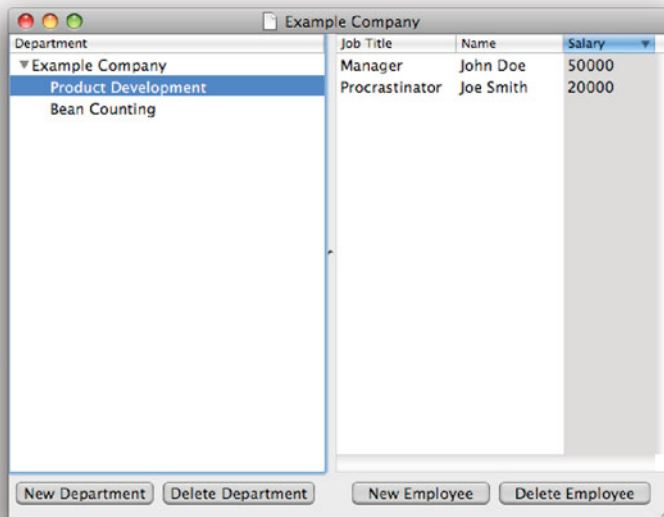 Example Company
Department
Example Company
Product Development
Bean Counting
Job Title Name Salary
Manager John Doe 50000
Procrastinator Joe Smith 20000
New Department Delete Department New Employee Delete Employee